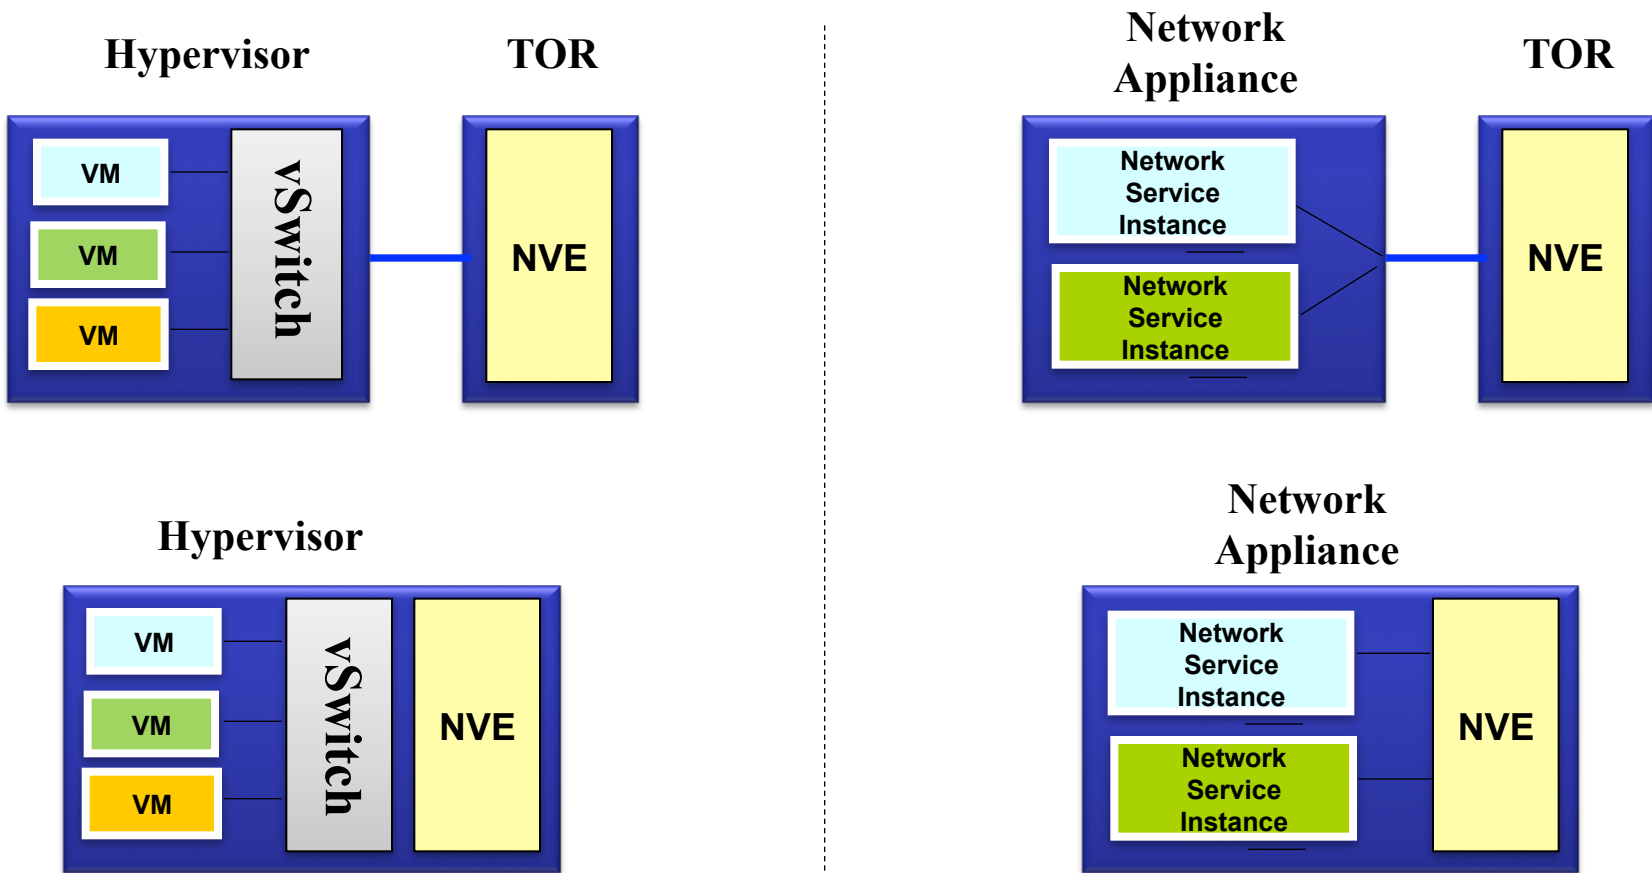 Hypervisor
TOR
VM
VM
VM
vSwitch
NVE
Network
Appliance
TOR
Network
Service
Instance
Network
Service
Instance
NVE
Hypervisor
VM
VM
VM
vSwitch
NVE
Network
Appliance
Network
Service
Instance
Network
Service
Instance
NVE